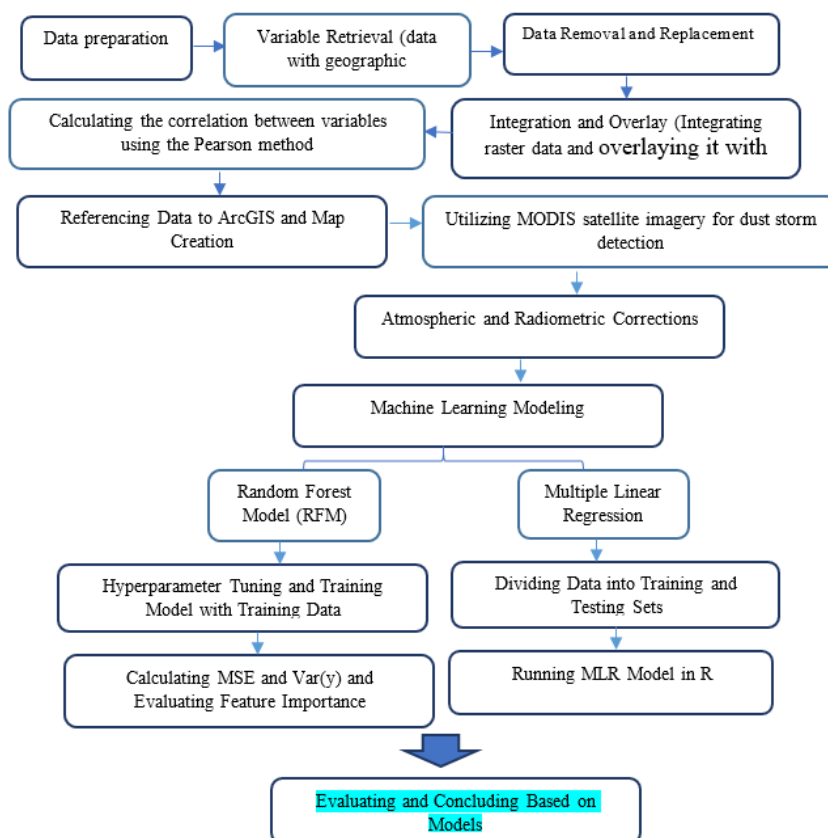 Data preparation
Variable Retrieval (data
with geographic
Data Removal and Replacement
Integration and Overlay (Integrating
raster data and overlaying it with
Calculating the correlation between variables
using the Pearson method
Referencing Data to ArcGIS and Map
Creation
Utilizing MODIS satellite imagery for dust storm
detection
Atmospheric and Radiometric Corrections
Machine Learning Modeling
Random Forest
Model (RFM)
Hyperparameter Tuning and Training
Model with Training Data
Calculating MSE and Var(y) and
Evaluating Feature Importance
Multiple Linear
Regression
Dividing Data into Training and
Testing Sets
Running MLR Model in R
Evaluating and Concluding Based on
Models